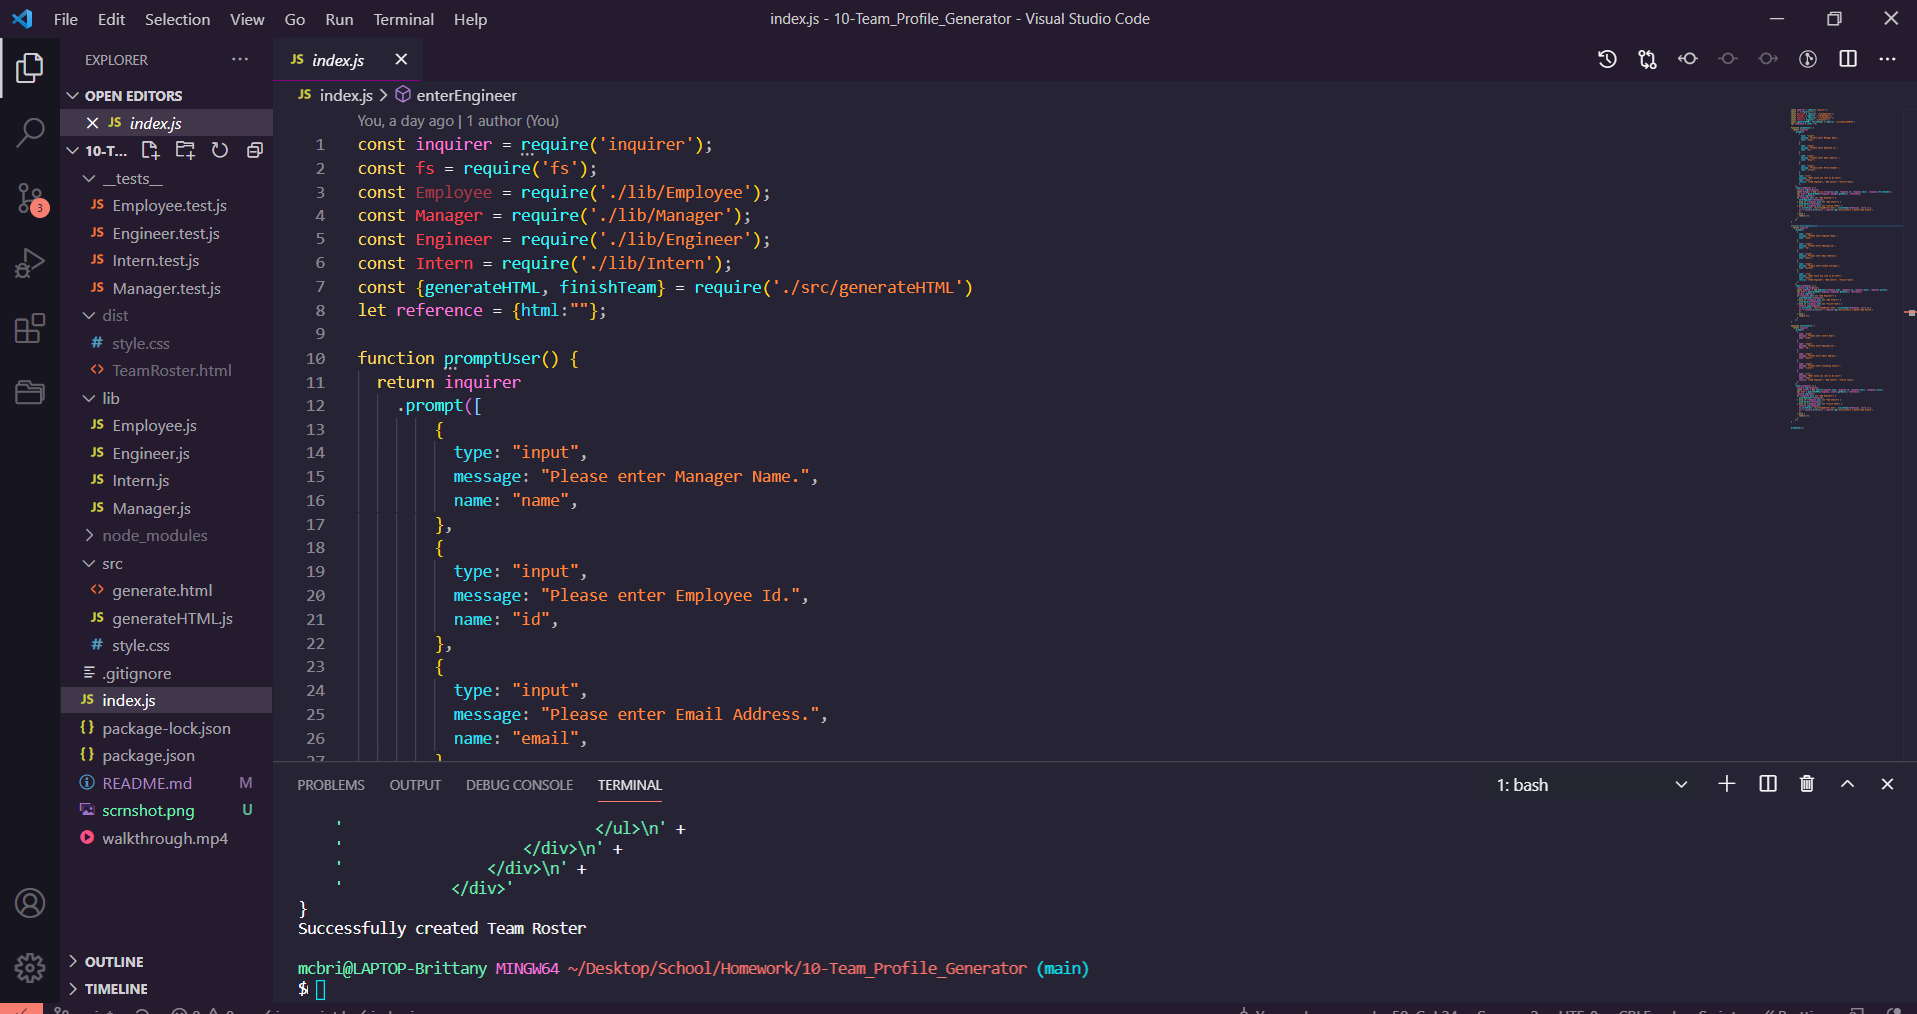 File Edit Selection View Go Run Terminal Help
index.js - 10-Team_Profile_Generator - Visual Studio Code
EXPLORER
OPEN EDITORS
JS index.js
10-T...
__tests__
JS Employee.test.js
JS Engineer.test.js
JS Intern.test.js
JS Manager.test.js
dist
# style.css
<> TeamRoster.html
lib
JS Employee.js
JS Engineer.js
JS Intern.js
JS Manager.js
node_modules
src
<> generate.html
JS generateHTML.js
# style.css
.gitignore
JS index.js
{} package-lock.json
{} package.json
README.md M
scrnshot.png U
walkthrough.mp4
OUTLINE
TIMELINE
3
JS index.js
JS index.js > enterEngineer
You, a day ago | 1 author (You)
1 const inquirer = require('inquirer');
2 const fs = require('fs');
3 const Employee = require('./lib/Employee');
4 const Manager = require('./lib/Manager');
5 const Engineer = require('./lib/Engineer');
6 const Intern = require('./lib/Intern');
7 const {generateHTML, finishTeam} = require('./src/generateHTML')
8 let reference = {html:""};
9
10 function promptUser() {
11 return inquirer
12 .prompt([
13 {
14 type: "input",
15 message: "Please enter Manager Name.",
16 name: "name",
17 },
18 {
19 type: "input",
20 message: "Please enter Employee Id.",
21 name: "id",
22 },
23 {
24 type: "input",
25 message: "Please enter Email Address.",
26 name: "email",
27 }
PROBLEMS OUTPUT DEBUG CONSOLE TERMINAL
1: bash
' </ul>\n' +
' </div>\n' +
' </div>\n' +
' </div>'
}
Successfully created Team Roster
mcbri@LAPTOP-Brittany MINGW64 ~/Desktop/School/Homework/10-Team_Profile_Generator (main)
$